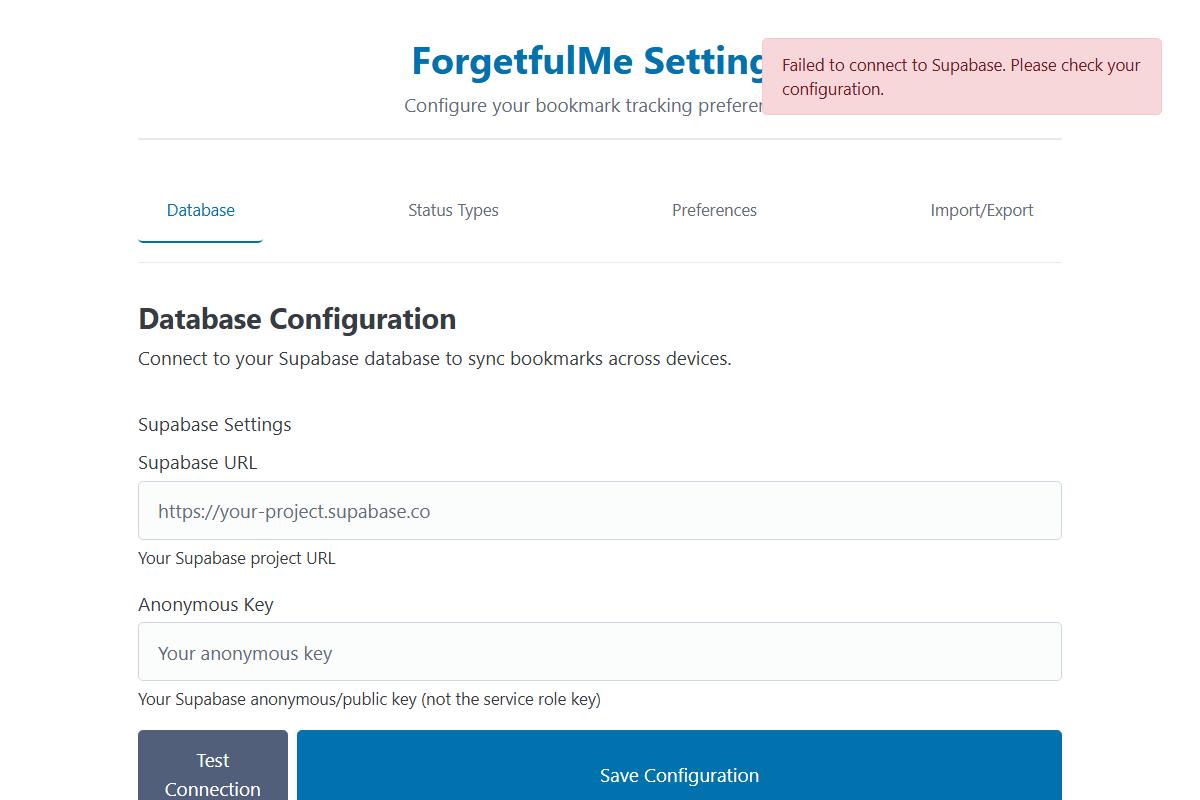 ForgetfulMe Setting
Failed to connect to Supabase. Please check your
configuration.
Configure your bookmark tracking prefere
Database
Status Types
Preferences
Import/Export
Database Configuration
Connect to your Supabase database to sync bookmarks across devices.
Supabase Settings
Supabase URL
https://your-project.supabase.co
Your Supabase project URL
Anonymous Key
Your anonymous key
Your Supabase anonymous/public key (not the service role key)
Test
Connection
Save Configuration